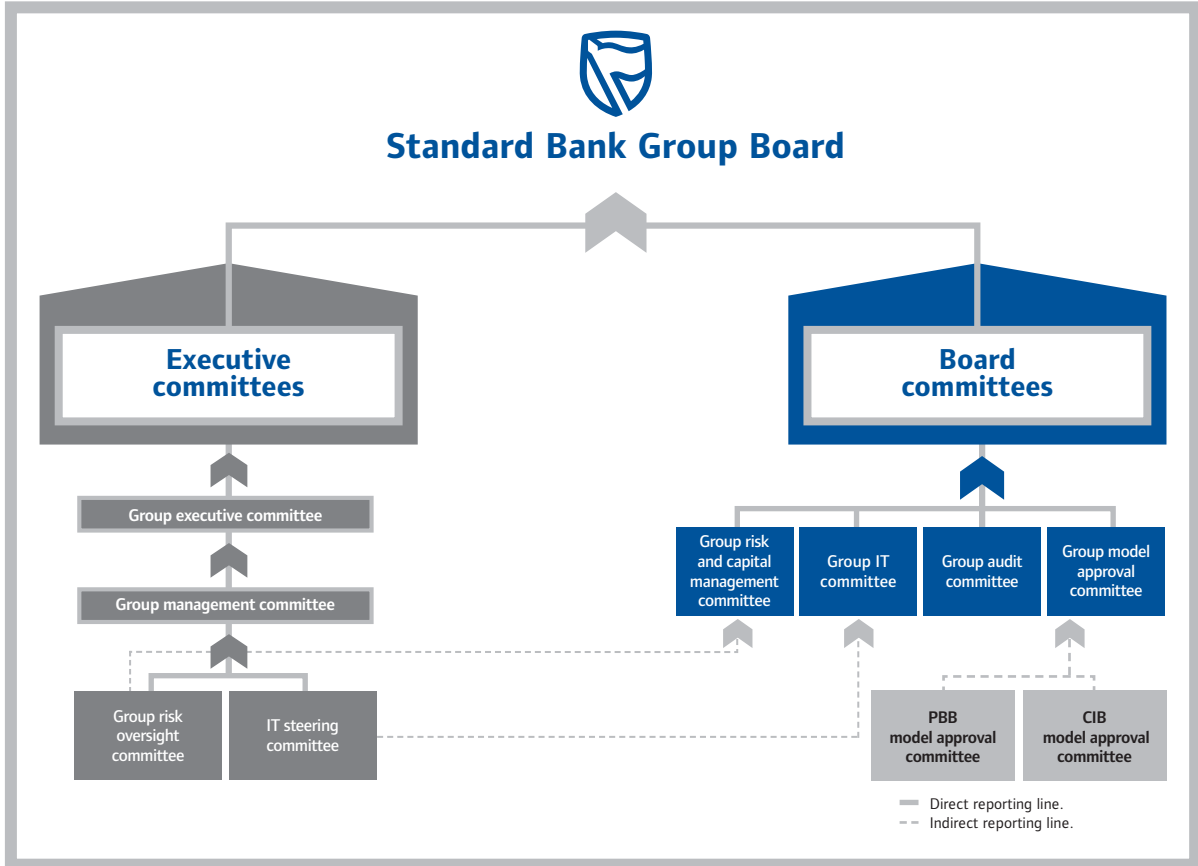 Standard Bank Group Board
Executive
committees
Board
committees
Group executive committee
Group management committee
Group risk
oversight
committee
IT steering
committee
Group risk
and capital
management
committee
Group IT
committee
Group audit
committee
Group model
approval
committee
PBB
model approval
committee
CIB
model approval
committee
Direct reporting line.
Indirect reporting line.